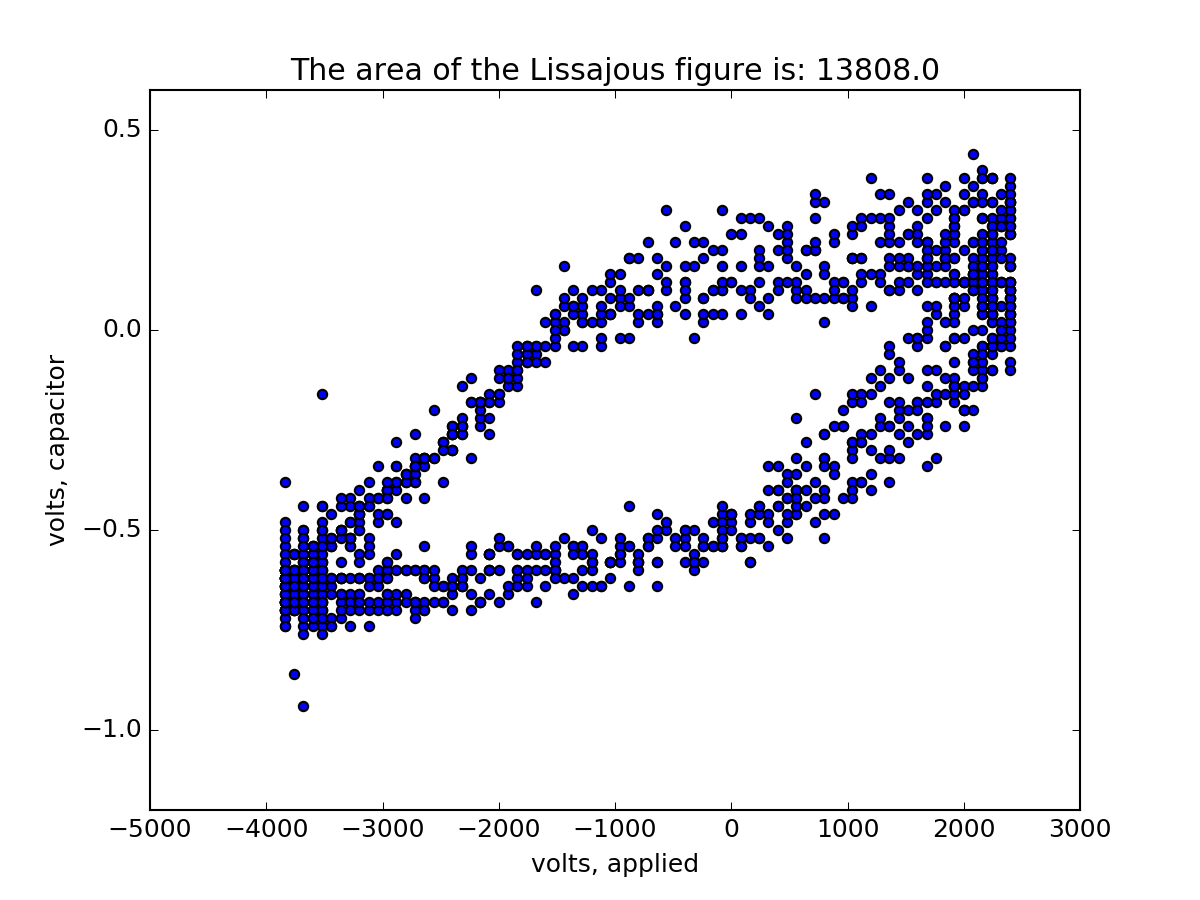 The area of the Lissajous figure is: 13808.0
0.5
0.0
−0.5
−1.0
volts, capacitor
−5000 −4000 −3000 −2000 −1000 0 1000 2000 3000
volts, applied